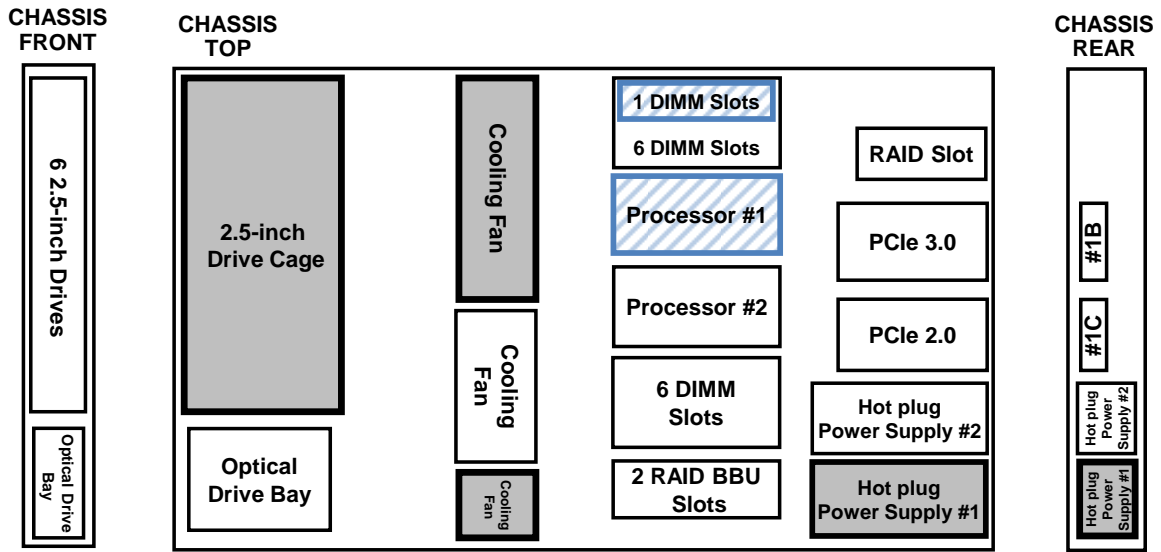 CHASSIS
FRONT
6 2.5-inch Drives
Optical Drive
Bay
CHASSIS
TOP
2.5-inch
Drive Cage
Optical
Drive Bay
Cooling Fan
Cooling
Fan
Cooling
Fan
1 DIMM Slots
6 DIMM Slots
Processor #1
Processor #2
6 DIMM
Slots
2 RAID BBU
Slots
RAID Slot
PCIe 3.0
PCIe 2.0
Hot plug
Power Supply #2
Hot plug
Power Supply #1
CHASSIS
REAR
#1B
#1C
Hot plug
Power
Supply #2
Hot plug
Power
Supply #1